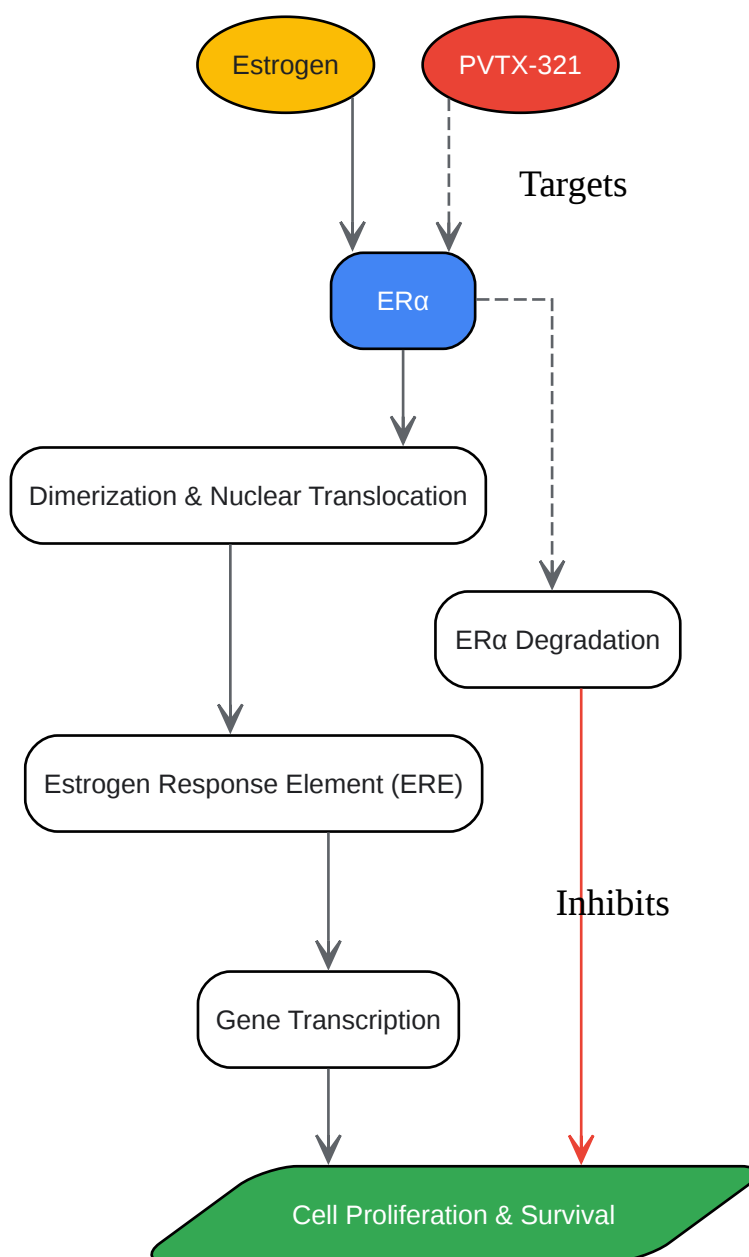 Estrogen
PVTX-321
Targets
ERα
Dimerization & Nuclear Translocation
ERα Degradation
Estrogen Response Element (ERE)
Inhibits
Gene Transcription
Cell Proliferation & Survival